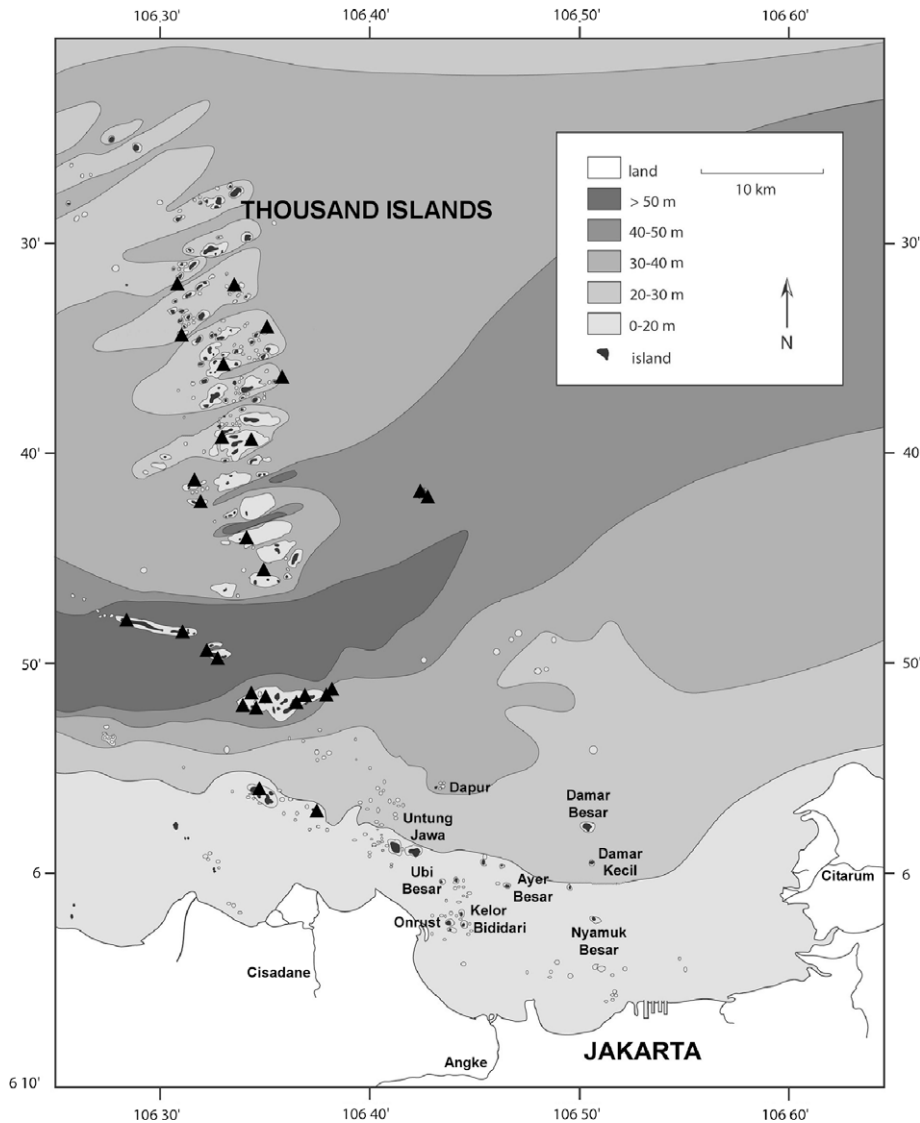 106 30' 106 40' 106 50' 106 60'
THOUSAND ISLANDS
land
> 50 m
40-50 m
30-40 m
20-30 m
0-20 m
island
10 km
N
30' 30'
40' 40'
50' 50'
Dapur
Untung
Jawa
Damar
Besar
Ubi
Besar
Ayer
Besar
Damar
Kecil
6 6
Citarum
Onrust
Kelor
Bididari
Nyamuk
Besar
Cisadane
Angke
JAKARTA
6 10'
106 30' 106 40' 106 50' 106 60'